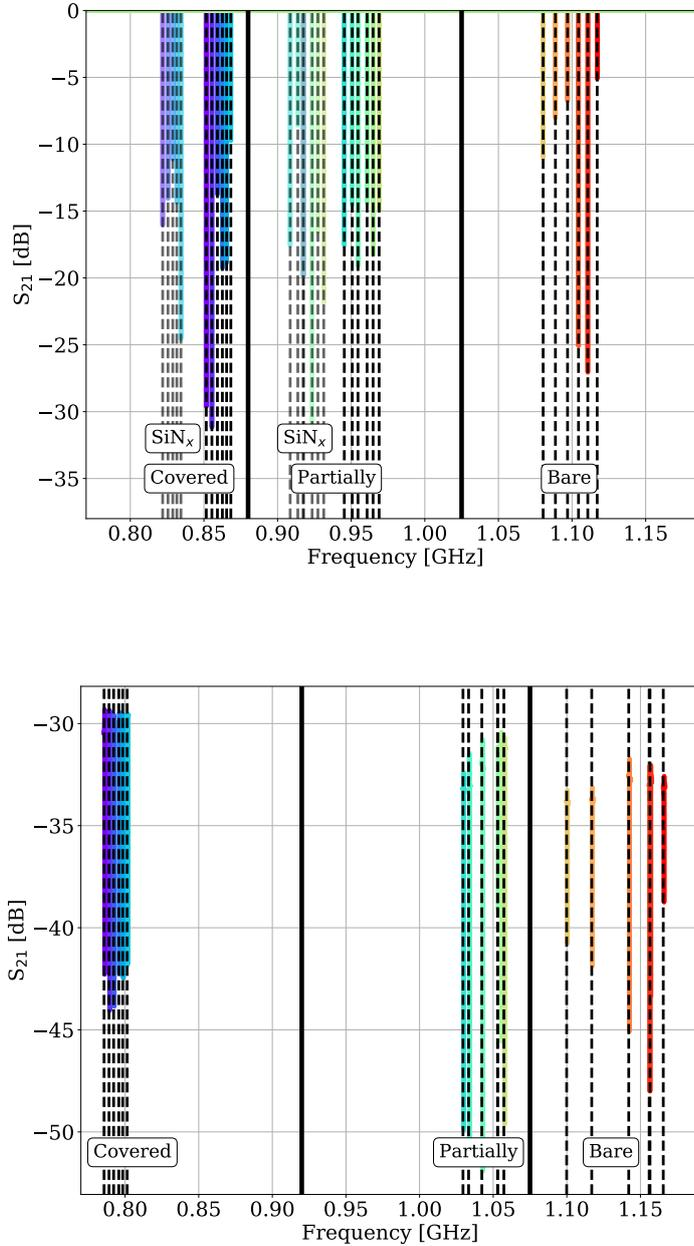 0
−5
−10
−15
−20
−25
−30
−35
S21 [dB]
SiNx
SiNx
Covered
Partially
Bare
0.80 0.85 0.90 0.95 1.00 1.05 1.10 1.15
Frequency [GHz]
−30
−35
−40
−45
−50
S21 [dB]
Covered
Partially
Bare
0.80 0.85 0.90 0.95 1.00 1.05 1.10 1.15
Frequency [GHz]